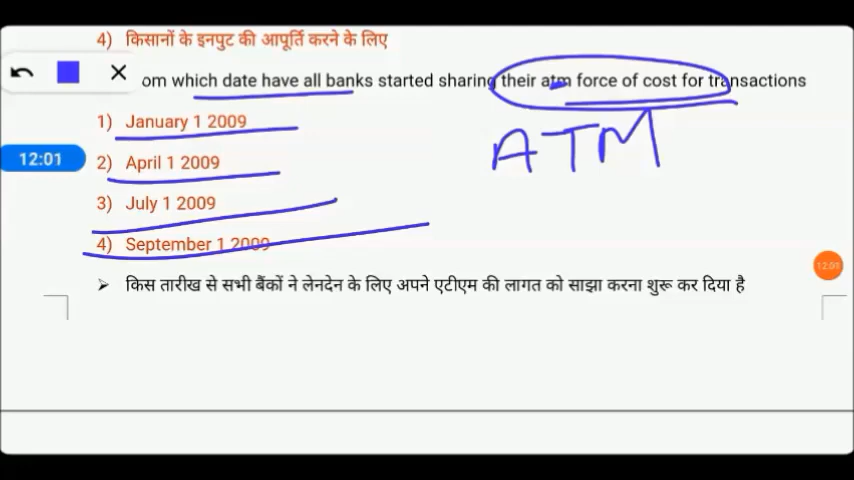 4) किसानों के इनपुट की आपूर्ति करने के लिए
om which date have all banks started sharing their atm force of cost for transactions
1) January 1 2009
ATM
12:01
2) April 1 2009
3) July 1 2009
4) September 1 2009
12:01
➤ किस तारीख से सभी बैंकों ने लेनदेन के लिए अपने एटीएम की लागत को साझा करना शुरू कर दिया है